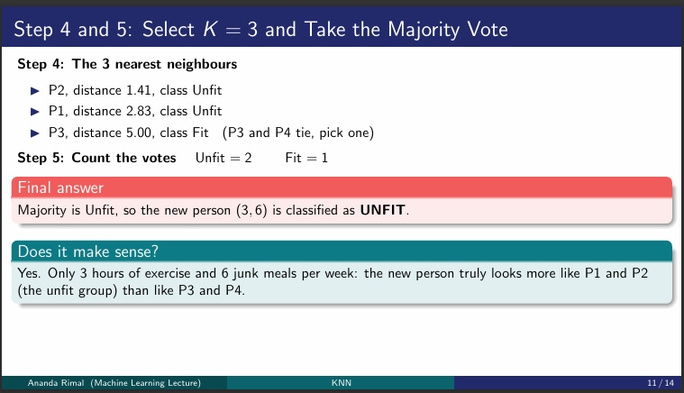 Step 4 and 5: Select K = 3 and Take the Majority Vote
Step 4: The 3 nearest neighbours
▶ P2, distance 1.41, class Unfit
▶ P1, distance 2.83, class Unfit
▶ P3, distance 5.00, class Fit (P3 and P4 tie, pick one)
Step 5: Count the votes Unfit = 2 Fit = 1
Final answer
Majority is Unfit, so the new person (3, 6) is classified as UNFIT.
Does it make sense?
Yes. Only 3 hours of exercise and 6 junk meals per week: the new person truly looks more like P1 and P2
(the unfit group) than like P3 and P4.
Ananda Rimal (Machine Learning Lecture) KNN 11 / 14